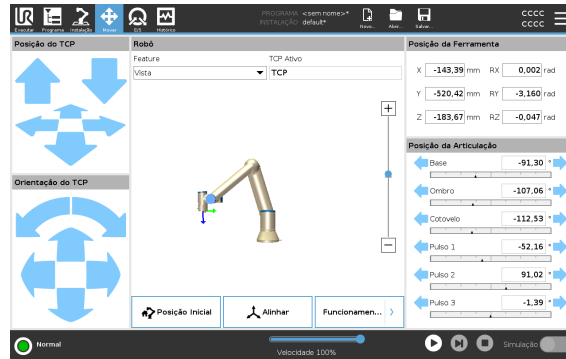 UR
PROGRAMA <sem nome>*
INSTALAÇÃO default*
CCCC
CCCC
Executar Programa Instalação Mover E/S Histórico Novo... Abrir... Salvar...
Posição do TCP
Robô
Posição da Ferramenta
Feature
TCP Ativo
Vista
TCP
X -143,39 mm RX 0,002 rad
Y -520,42 mm RY -3,160 rad
Z -183,67 mm RZ -0,047 rad
Posição da Articulação
Base -91,30 °
Ombro -107,06 °
Cotovelo -112,53 °
Pulso 1 -52,16 °
Pulso 2 91,02 °
Pulso 3 -1,39 °
Orientação do TCP
Posição Inicial
Alinhar
Funcionamen...
Normal
Velocidade 100%
Simulação